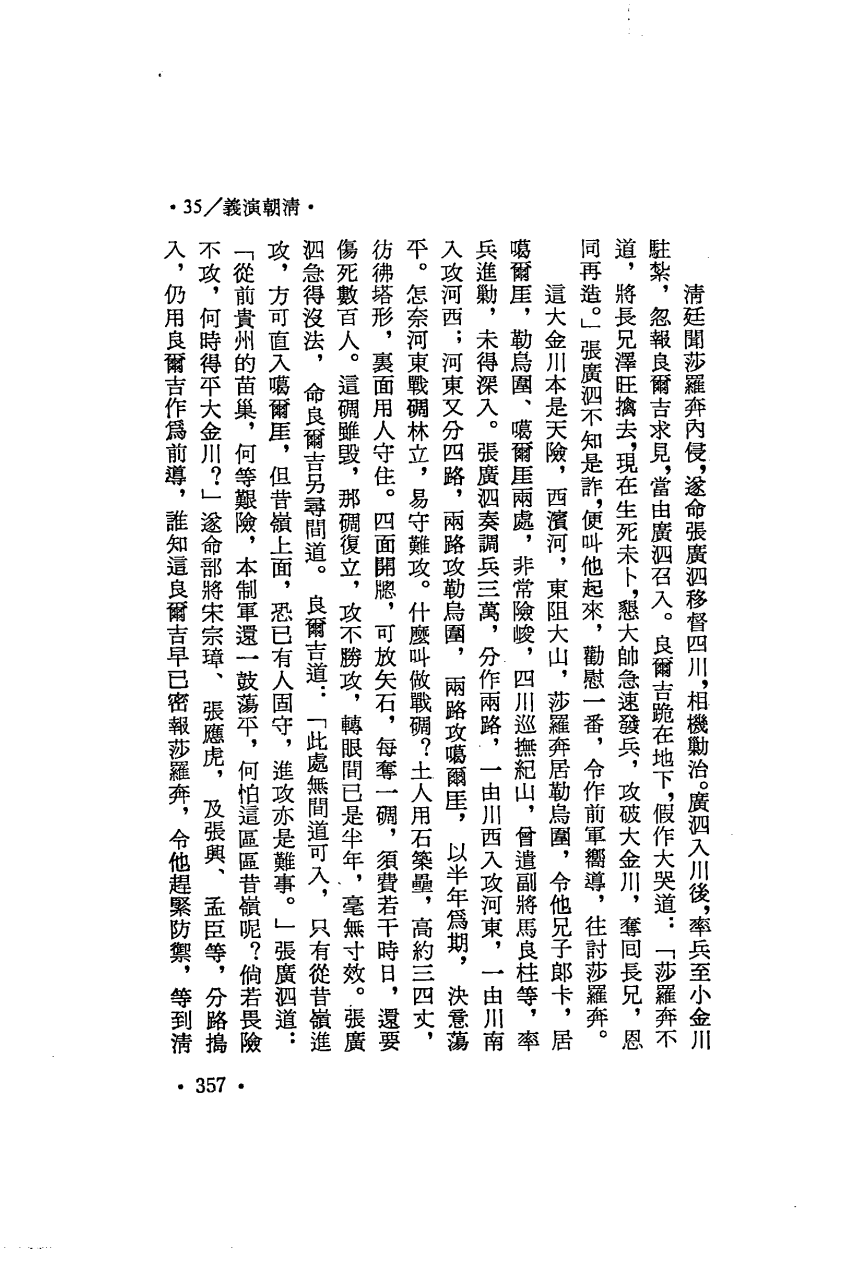 •35/義演朝清•
清廷聞莎羅奔內侵，遂命張廣泗移督四川，相機勦治。廣泗入川後，率兵至小金川
駐紮，忽報良爾吉求見，當由廣泗召入。良爾吉跪在地下，假作大哭道：「莎羅奔不
道，將長兄澤旺擒去，現在生死未卜，懇大帥急速發兵，攻破大金川，奪回長兄，恩
同再造。」張廣泗不知是詐，便叫他起來，勸慰一番，令作前軍嚮導，往討莎羅奔。
這大金川本是天險，西濱河，東阻大山，莎羅奔居勒烏圍，令他兄子郎卡，居
噶爾厓，勒烏圍、噶爾厓兩處，非常險峻，四川巡撫紀山，曾遣副將馬良柱等，率
兵進勦，未得深入。張廣泗奏調兵三萬，分作兩路，一由川西入攻河東，一由川南
入攻河西；河東又分四路，兩路攻勒烏圍，兩路攻噶爾厓，以半年爲期，決意蕩
平。怎奈河東戰碉林立，易守難攻。什麼叫做戰碉？土人用石築壘，高約三四丈，
彷彿塔形，裏面用人守住。四面開牎，可放矢石，每奪一碉，須費若干時日，還要
傷死數百人。這碉雖毀，那碉復立，攻不勝攻，轉眼間已是半年，毫無寸效。張廣
泗急得沒法，命良爾吉另尋間道。良爾吉道：「此處無間道可入，只有從昔嶺進
攻，方可直入噶爾厓，但昔嶺上面，恐已有人固守，進攻亦是難事。」張廣泗道：
「從前貴州的苗巢，何等艱險，本制軍還一鼓蕩平，何怕這區區昔嶺呢？倘若畏險
不攻，何時得平大金川？」遂命部將宋宗璋、張應虎，及張興、孟臣等，分路搗
入，仍用良爾吉作爲前導，誰知這良爾吉早已密報莎羅奔，令他趕緊防禦，等到清
•357•